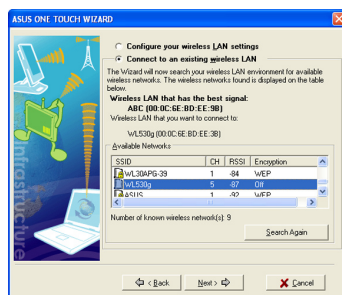 ASUS ONE TOUCH WIZARD
Configure your wireless LAN settings
Connect to an existing wireless LAN
The Wizard will now search your wireless LAN environment for available
wireless networks. The wireless networks found is displayed on the table
below.
Wireless LAN that has the best signal:
ABC (00:0C:6E:BD:EE:9B)
Wireless LAN that you want to connect to:
WL530g (00:0C:6E:BD:EE:3B)
Available Networks
SSID CH RSSI Encryption
WL30APG-39 1 -84 WEP
WL530g 5 -87 Off
ASUS 1 -92 WEP
Number of known wireless network(s): 9
Search Again
< Back Next > Cancel
Infrastructure